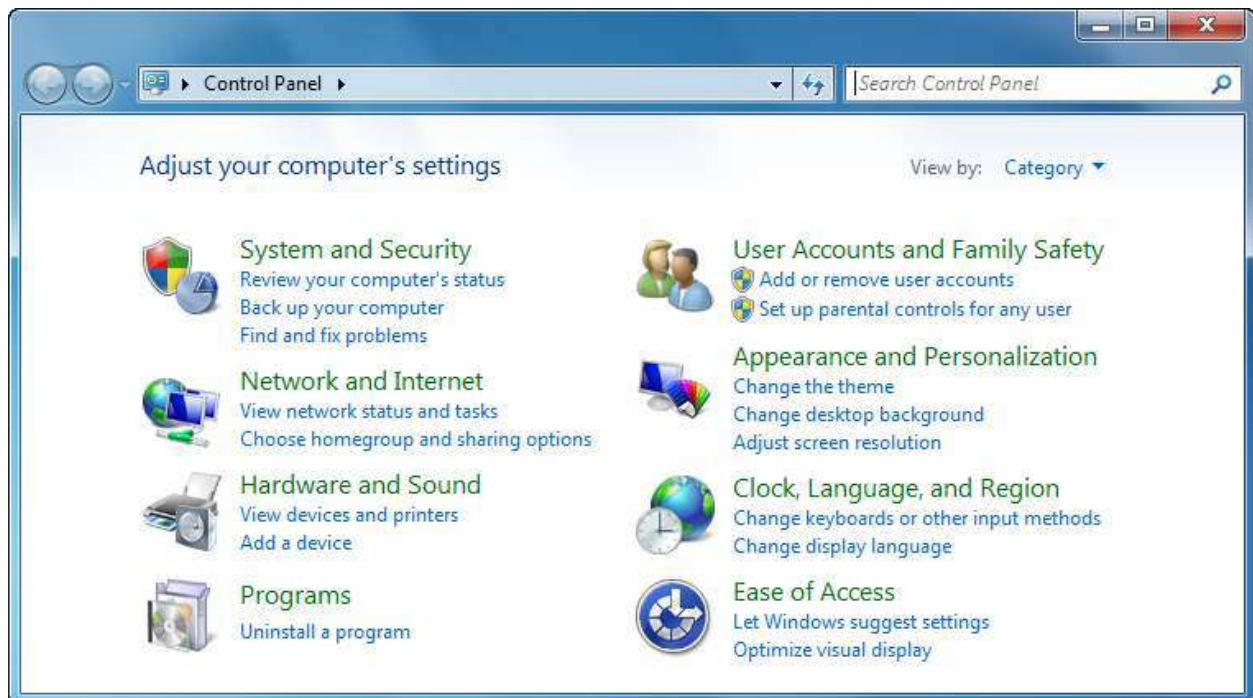 Control Panel
Search Control Panel
Adjust your computer's settings
View by: Category
System and Security
Review your computer's status
Back up your computer
Find and fix problems
Network and Internet
View network status and tasks
Choose homegroup and sharing options
Hardware and Sound
View devices and printers
Add a device
Programs
Uninstall a program
User Accounts and Family Safety
Add or remove user accounts
Set up parental controls for any user
Appearance and Personalization
Change the theme
Change desktop background
Adjust screen resolution
Clock, Language, and Region
Change keyboards or other input methods
Change display language
Ease of Access
Let Windows suggest settings
Optimize visual display